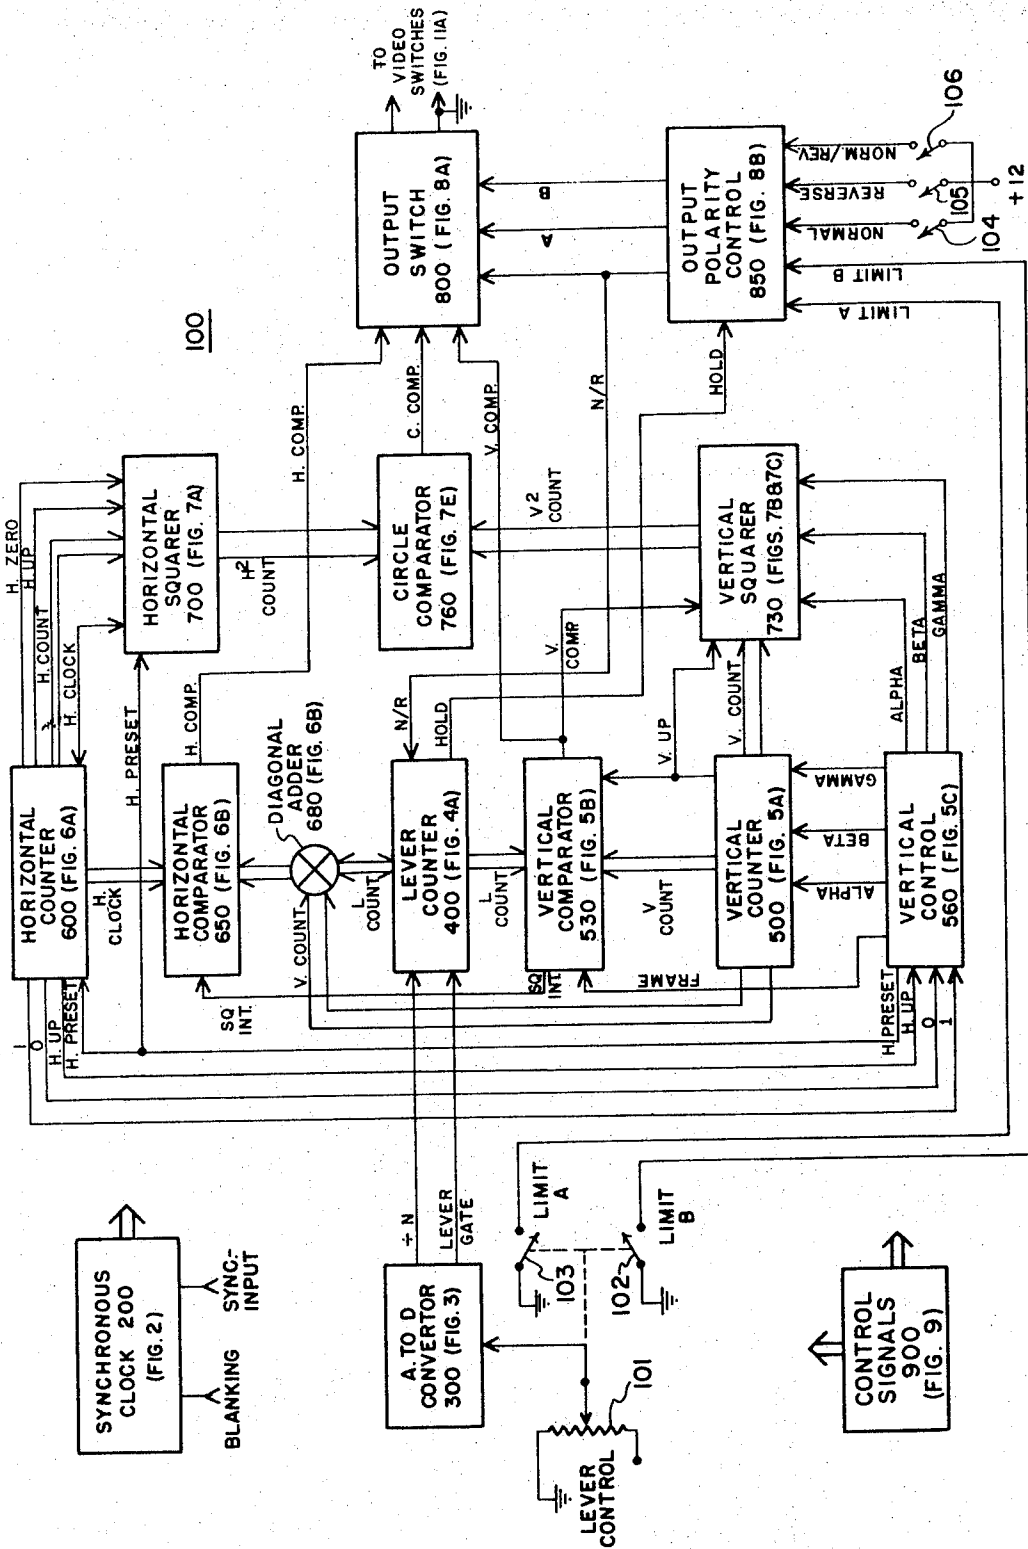 SYNCHRONOUS
CLOCK 200
(FIG. 2)
BLANKING
SYNC.-
INPUT
1
0
H. UP
H. PRESET
HORIZONTAL
COUNTER
600 (FIG. 6A)
H. ZERO
H. UP
H. COUNT
H. CLOCK
H. PRESET
HORIZONTAL
SQUARER
700 (FIG. 7A)
100
H.
CLOCK
SQ
INT.
HORIZONTAL
COMPARATOR
650 (FIG. 6B)
H. COMP.
H. COMP.
H²
COUNT
DIAGONAL
ADDER
680 (FIG. 6B)
V. COUNT
L
COUNT
CIRCLE
COMPARATOR
760 (FIG. 7E)
C. COMP.
V. COMP.
OUTPUT
SWITCH
800 (FIG. 8A)
TO
VIDEO
SWITCHES
(FIG. 11A)
A. TO D
CONVERTOR
300 (FIG. 3)
÷ N
LEVER
GATE
LEVER
COUNTER
400 (FIG. 4A)
N/R
HOLD
L
COUNT
SQ
INT.
VERTICAL
COMPARATOR
530 (FIG. 5B)
V.
COMP.
V²
COUNT
N/R
HOLD
A
B
LEVER
CONTROL
101
103
LIMIT
A
102
LIMIT
B
FRAME
V
COUNT
V. UP
VERTICAL
COUNTER
500 (FIG. 5A)
V. COUNT
VERTICAL
SQUARER
730 (FIGS. 7B&7C)
OUTPUT
POLARITY
CONTROL
850 (FIG. 8B)
ALPHA
BETA
GAMMA
ALPHA
BETA
GAMMA
LIMIT A
LIMIT B
NORMAL
REVERSE
NORM/REV.
CONTROL
SIGNALS
900
(FIG. 9)
H. PRESET
H. UP
0
1
VERTICAL
CONTROL
560 (FIG. 5C)
104
105
106
+12